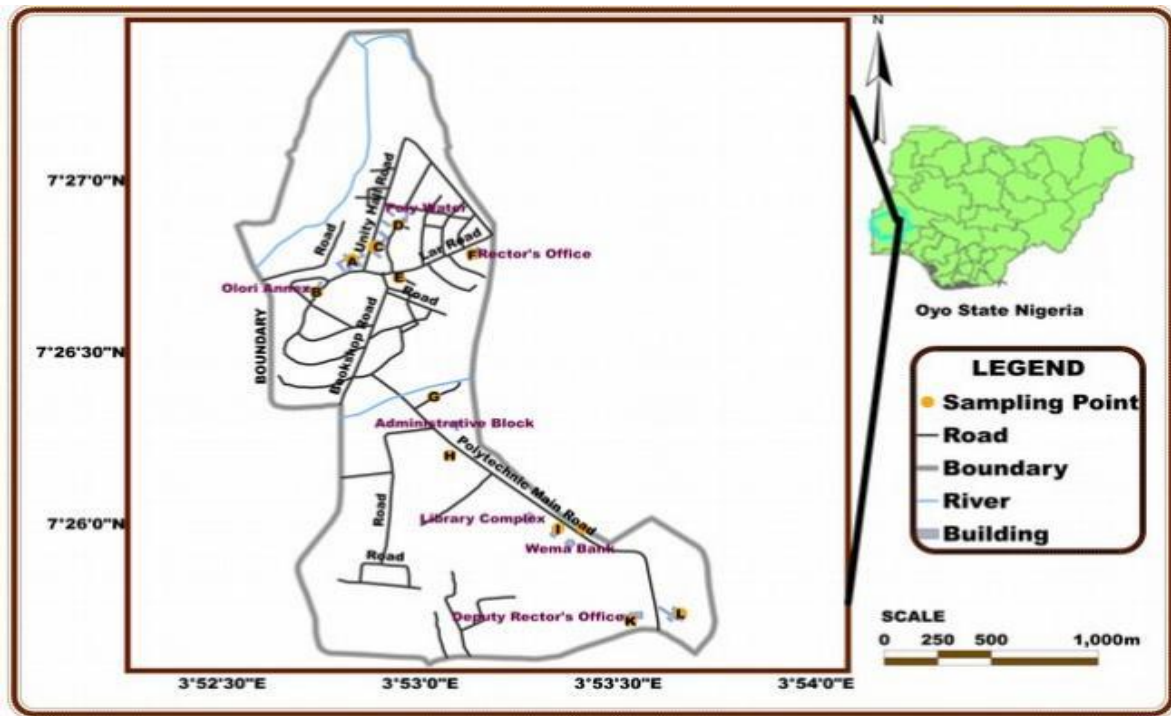 N
7°27'0"N
7°26'30"N
7°26'0"N
Unity Hall Road
Poly Water
Road
D
C
A
Lar Road
F
Rector's Office
Olori Annex
B
E
Road
BOUNDARY
Bookshop Road
G
Administrative Block
H
Polytechnic Main Road
Road
Library Complex
I
Wema Bank
Road
Deputy Rector's Office
K
L
3°52'30"E
3°53'0"E
3°53'30"E
3°54'0"E
Oyo State Nigeria
LEGEND
Sampling Point
Road
Boundary
River
Building
SCALE
0 250 500 1,000m